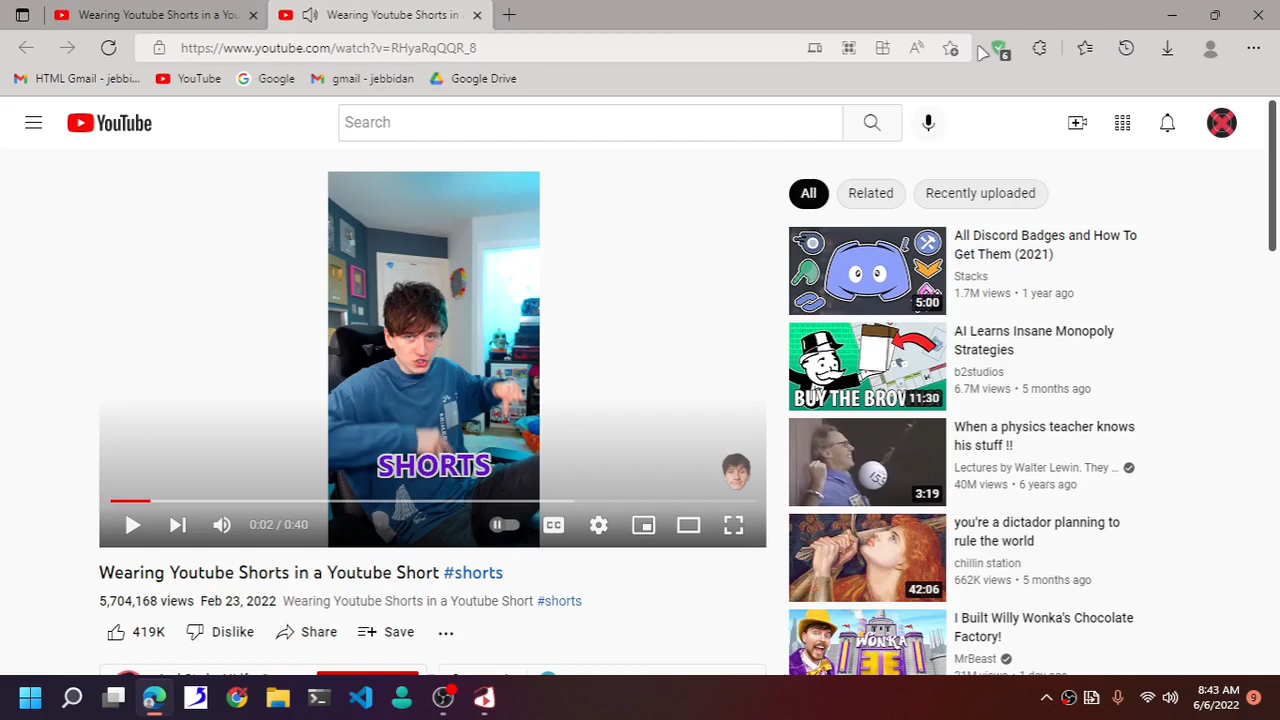 Wearing Youtube Shorts in a You
Wearing Youtube Shorts in a
https://www.youtube.com/watch?v=RHyaRqQQR_8
6
HTML Gmail - jebbi...
YouTube
Google
gmail - jebbidan
Google Drive
YouTube
Search
All
Related
Recently uploaded
All Discord Badges and How To
Get Them (2021)
Stacks
1.7M views • 1 year ago
5:00
AI Learns Insane Monopoly
Strategies
b2studios
6.7M views • 5 months ago
BUY THE BROW
11:30
When a physics teacher knows
his stuff !!
Lectures by Walter Lewin. They ...
40M views • 6 years ago
3:19
you're a dictador planning to
rule the world
chillin station
662K views • 5 months ago
42:06
I Built Willy Wonka's Chocolate
Factory!
MrBeast
WONKA
SHORTS
0:02 / 0:40
CC
Wearing Youtube Shorts in a Youtube Short #shorts
5,704,168 views Feb 23, 2022 Wearing Youtube Shorts in a Youtube Short #shorts
419K
Dislike
Share
Save
8:43 AM
6/6/2022
9